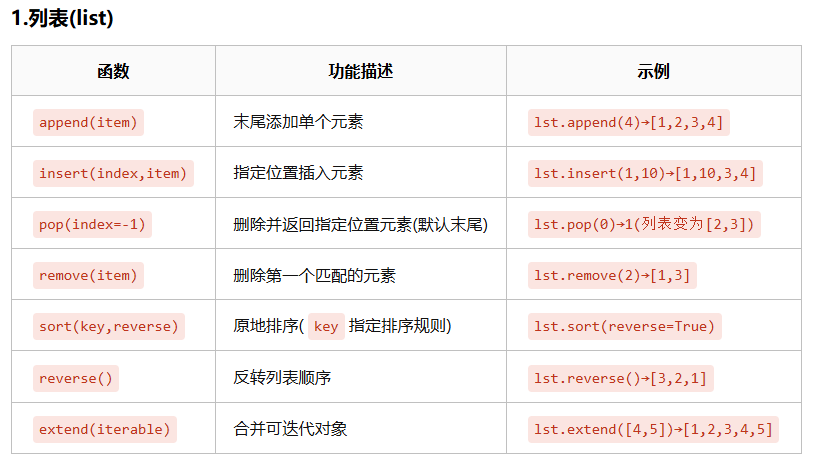 1.列表(list)
函数 功能描述 示例
append(item) 末尾添加单个元素 lst.append(4)→[1,2,3,4]
insert(index,item) 指定位置插入元素 lst.insert(1,10)→[1,10,3,4]
pop(index=-1) 删除并返回指定位置元素(默认末尾) lst.pop(0)→1(列表变为[2,3])
remove(item) 删除第一个匹配的元素 lst.remove(2)→[1,3]
sort(key,reverse) 原地排序( key 指定排序规则) lst.sort(reverse=True)
reverse() 反转列表顺序 lst.reverse()→[3,2,1]
extend(iterable) 合并可迭代对象 lst.extend([4,5])→[1,2,3,4,5]